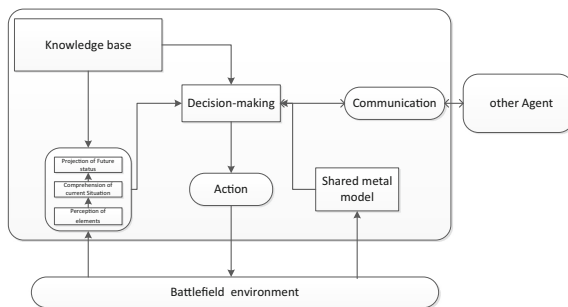 Knowledge base
Decision-making
Communication
other Agent
Projection of Future
status
Comprehension of
current Situation
Perception of
elements
Action
Shared metal
model
Battlefield environment